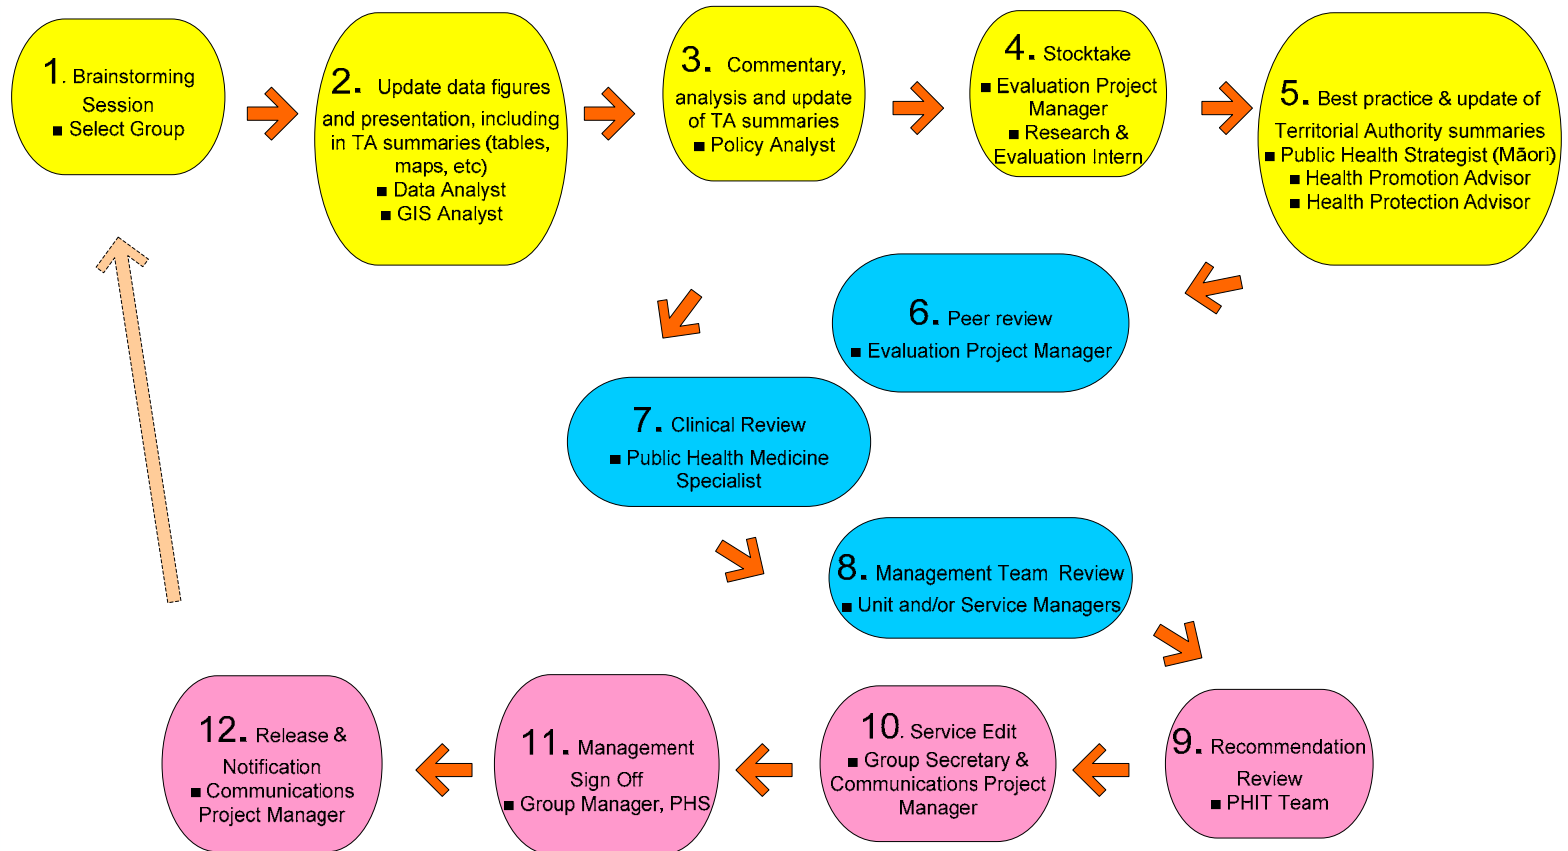 1. Brainstorming
Session
■ Select Group
2. Update data figures
and presentation, including
in TA summaries (tables,
maps, etc)
■ Data Analyst
■ GIS Analyst
3. Commentary,
analysis and update
of TA summaries
■ Policy Analyst
4. Stocktake
■ Evaluation Project
Manager
■ Research &
Evaluation Intern
5. Best practice & update of
Territorial Authority summaries
■ Public Health Strategist (Māori)
■ Health Promotion Advisor
■ Health Protection Advisor
6. Peer review
■ Evaluation Project Manager
7. Clinical Review
■ Public Health Medicine
Specialist
8. Management Team Review
■ Unit and/or Service Managers
9. Recommendation
Review
■ PHIT Team
10. Service Edit
■ Group Secretary &
Communications Project
Manager
11. Management
Sign Off
■ Group Manager, PHS
12. Release &
Notification
■ Communications
Project Manager